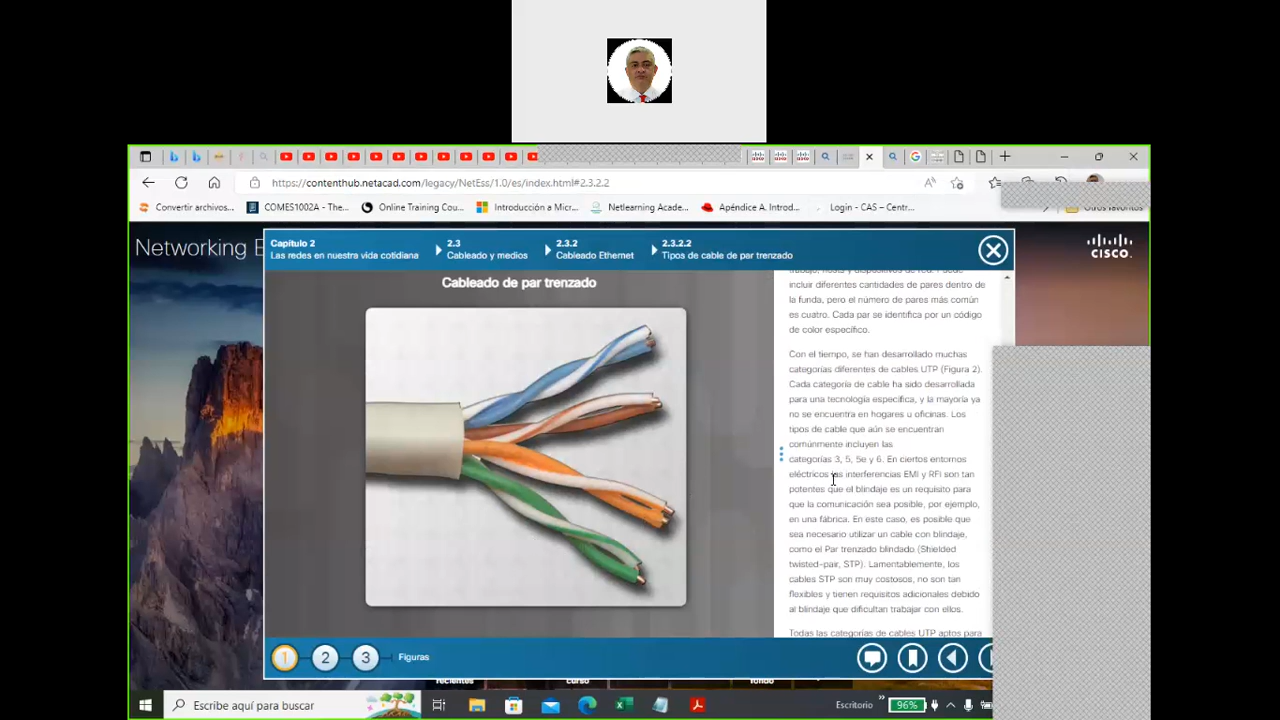 https://contenthub.netacad.com/legacy/NetEss/1.0/es/index.html#2.3.2.2
Convertir archivos...
COMES1002A - The...
Online Training Cou...
Introducción a Micr...
Netlearning Acade...
Apéndice A. Introd...
Login - CAS – Centr...
Otros favoritos
Networking E
CISCO
Capítulo 2
Las redes en nuestra vida cotidiana
2.3
Cableado y medios
2.3.2
Cableado Ethernet
2.3.2.2
Tipos de cable de par trenzado
Cableado de par trenzado
incluir diferentes cantidades de pares dentro de
la funda, pero el número de pares más común
es cuatro. Cada par se identifica por un código
de color específico.
Con el tiempo, se han desarrollado muchas
categorías diferentes de cables UTP (Figura 2).
Cada categoría de cable ha sido desarrollada
para una tecnología específica, y la mayoría ya
no se encuentra en hogares u oficinas. Los
tipos de cable que aún se encuentran
comúnmente incluyen las
categorías 3, 5, 5e y 6. En ciertos entornos
eléctricos las interferencias EMI y RFI son tan
potentes que el blindaje es un requisito para
que la comunicación sea posible, por ejemplo,
en una fábrica. En este caso, es posible que
sea necesario utilizar un cable con blindaje,
como el Par trenzado blindado (Shielded
twisted-pair, STP). Lamentablemente, los
cables STP son muy costosos, no son tan
flexibles y tienen requisitos adicionales debido
al blindaje que dificultan trabajar con ellos.
Todas las categorías de cables UTP aptos para
1
2
3
Figuras
recientes
curso
fondo
Escribe aquí para buscar
Escritorio
96%